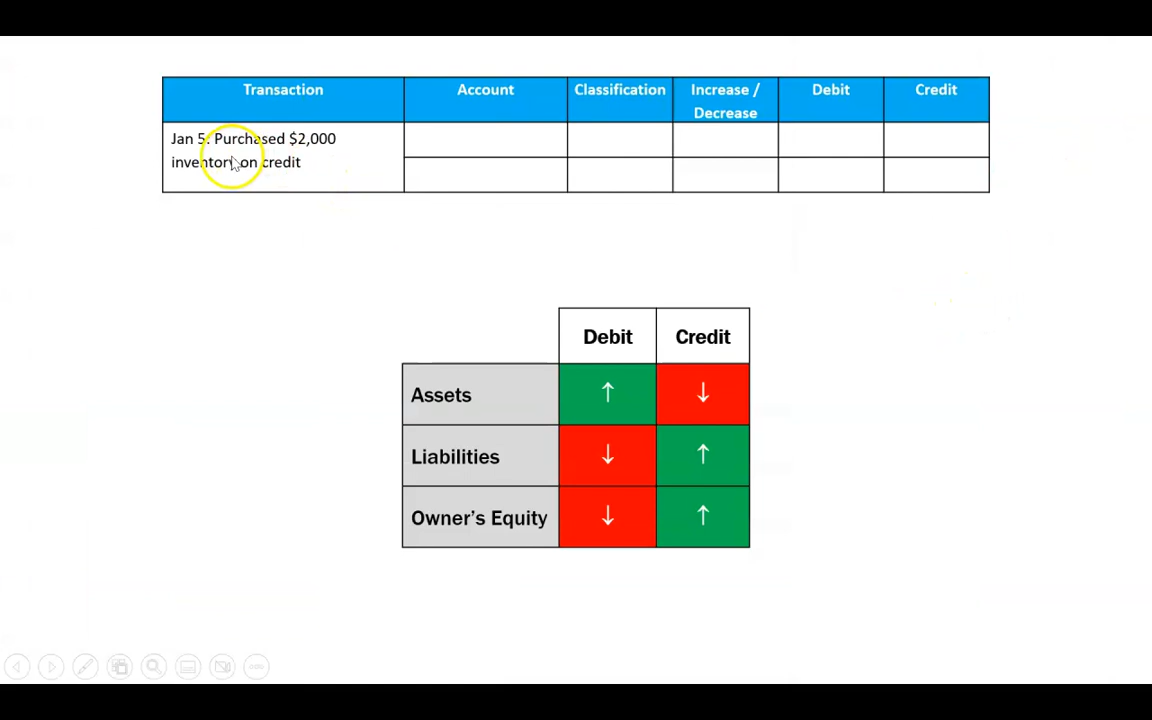 Transaction Account Classification Increase / Debit Credit
Decrease
Jan 5: Purchased $2,000
inventory on credit
Debit Credit
Assets ↑ ↓
Liabilities ↓ ↑
Owner's Equity ↓ ↑